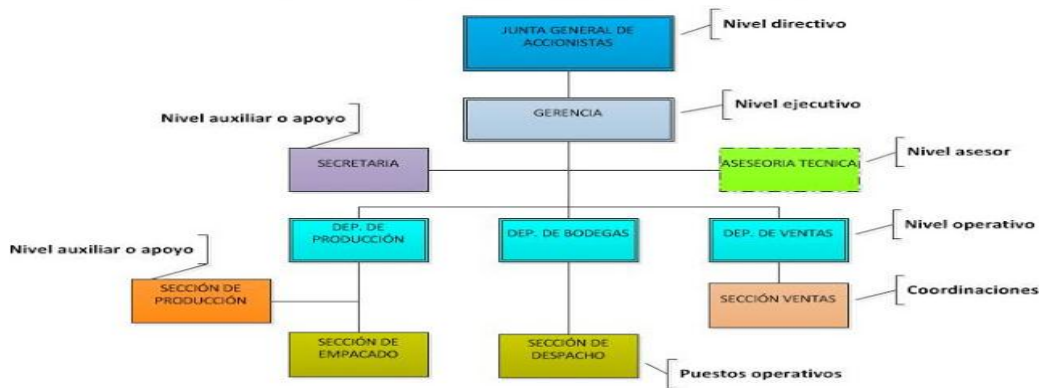 JUNTA GENERAL DE
ACCIONISTAS
Nivel directivo
GERENCIA
Nivel ejecutivo
Nivel auxiliar o apoyo
SECRETARIA
ASESORIA TECNICA
Nivel asesor
DEP. DE
PRODUCCIÓN
DEP. DE BODEGAS
DEP. DE VENTAS
Nivel operativo
Nivel auxiliar o apoyo
SECCIÓN DE
PRODUCCIÓN
SECCIÓN VENTAS
Coordinaciones
SECCIÓN DE
EMPACADO
SECCIÓN DE
DESPACHO
Puestos operativos